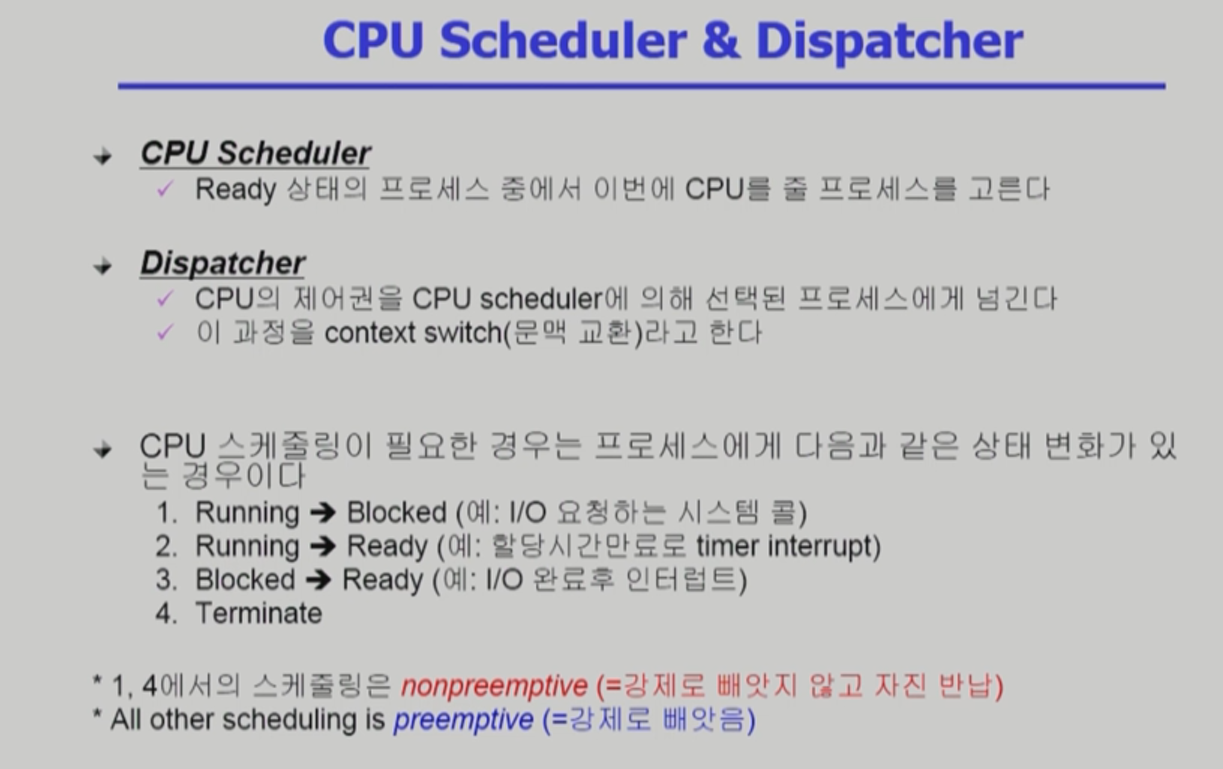 CPU Scheduler & Dispatcher
CPU Scheduler
✓ Ready 상태의 프로세스 중에서 이번에 CPU를 줄 프로세스를 고른다
Dispatcher
✓ CPU의 제어권을 CPU scheduler에 의해 선택된 프로세스에게 넘긴다
✓ 이 과정을 context switch(문맥 교환)라고 한다
CPU 스케줄링이 필요한 경우는 프로세스에게 다음과 같은 상태 변화가 있
는 경우이다
1. Running ➔ Blocked (예: I/O 요청하는 시스템 콜)
2. Running ➔ Ready (예: 할당시간만료로 timer interrupt)
3. Blocked ➔ Ready (예: I/O 완료후 인터럽트)
4. Terminate
* 1, 4에서의 스케줄링은 nonpreemptive (=강제로 빼앗지 않고 자진 반납)
* All other scheduling is preemptive (=강제로 빼앗음)